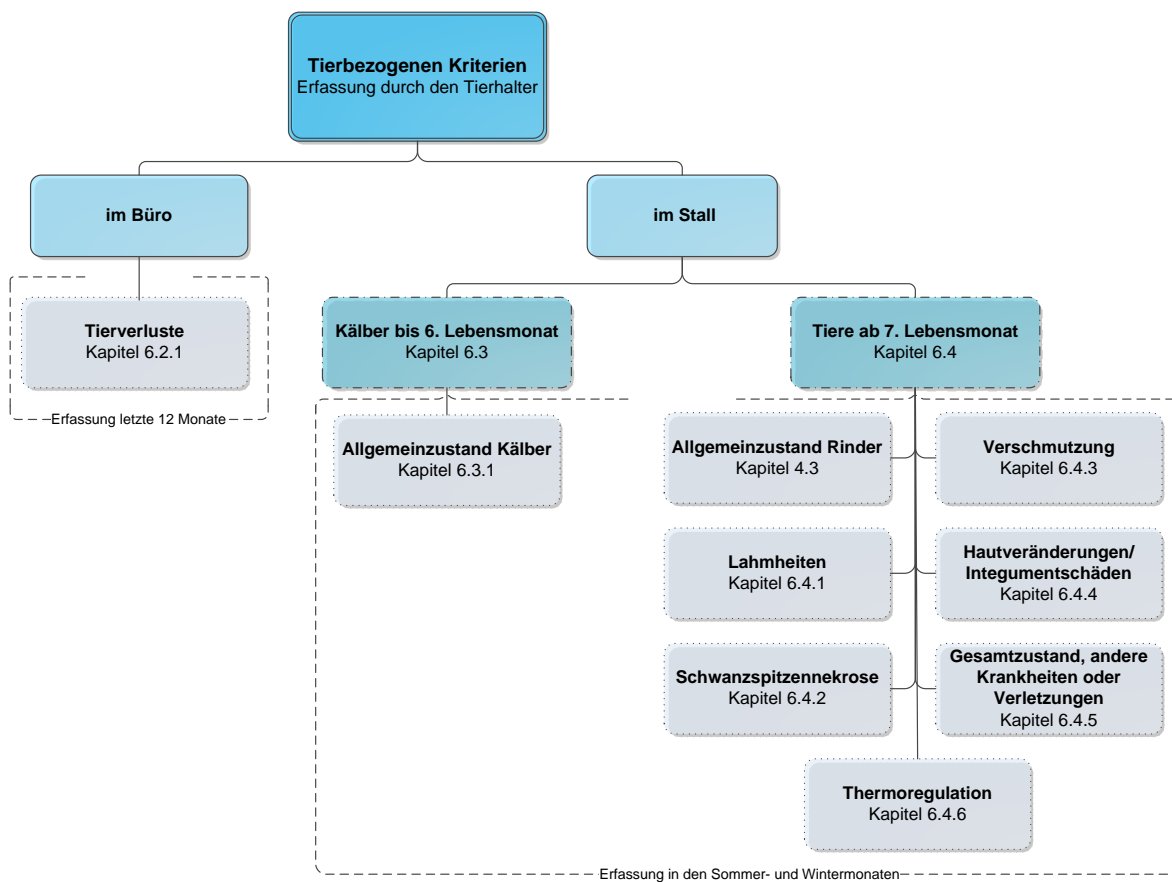 Tierbezogenen Kriterien
Erfassung durch den Tierhalter
im Büro
im Stall
Tierverluste
Kapitel 6.2.1
Erfassung letzte 12 Monate
Kälber bis 6. Lebensmonat
Kapitel 6.3
Tiere ab 7. Lebensmonat
Kapitel 6.4
Allgemeinzustand Kälber
Kapitel 6.3.1
Allgemeinzustand Rinder
Kapitel 4.3
Verschmutzung
Kapitel 6.4.3
Lahmheiten
Kapitel 6.4.1
Hautveränderungen/
Integumentschäden
Kapitel 6.4.4
Schwanzspitzennekrose
Kapitel 6.4.2
Gesamtzustand, andere
Krankheiten oder
Verletzungen
Kapitel 6.4.5
Thermoregulation
Kapitel 6.4.6
Erfassung in den Sommer- und Wintermonaten